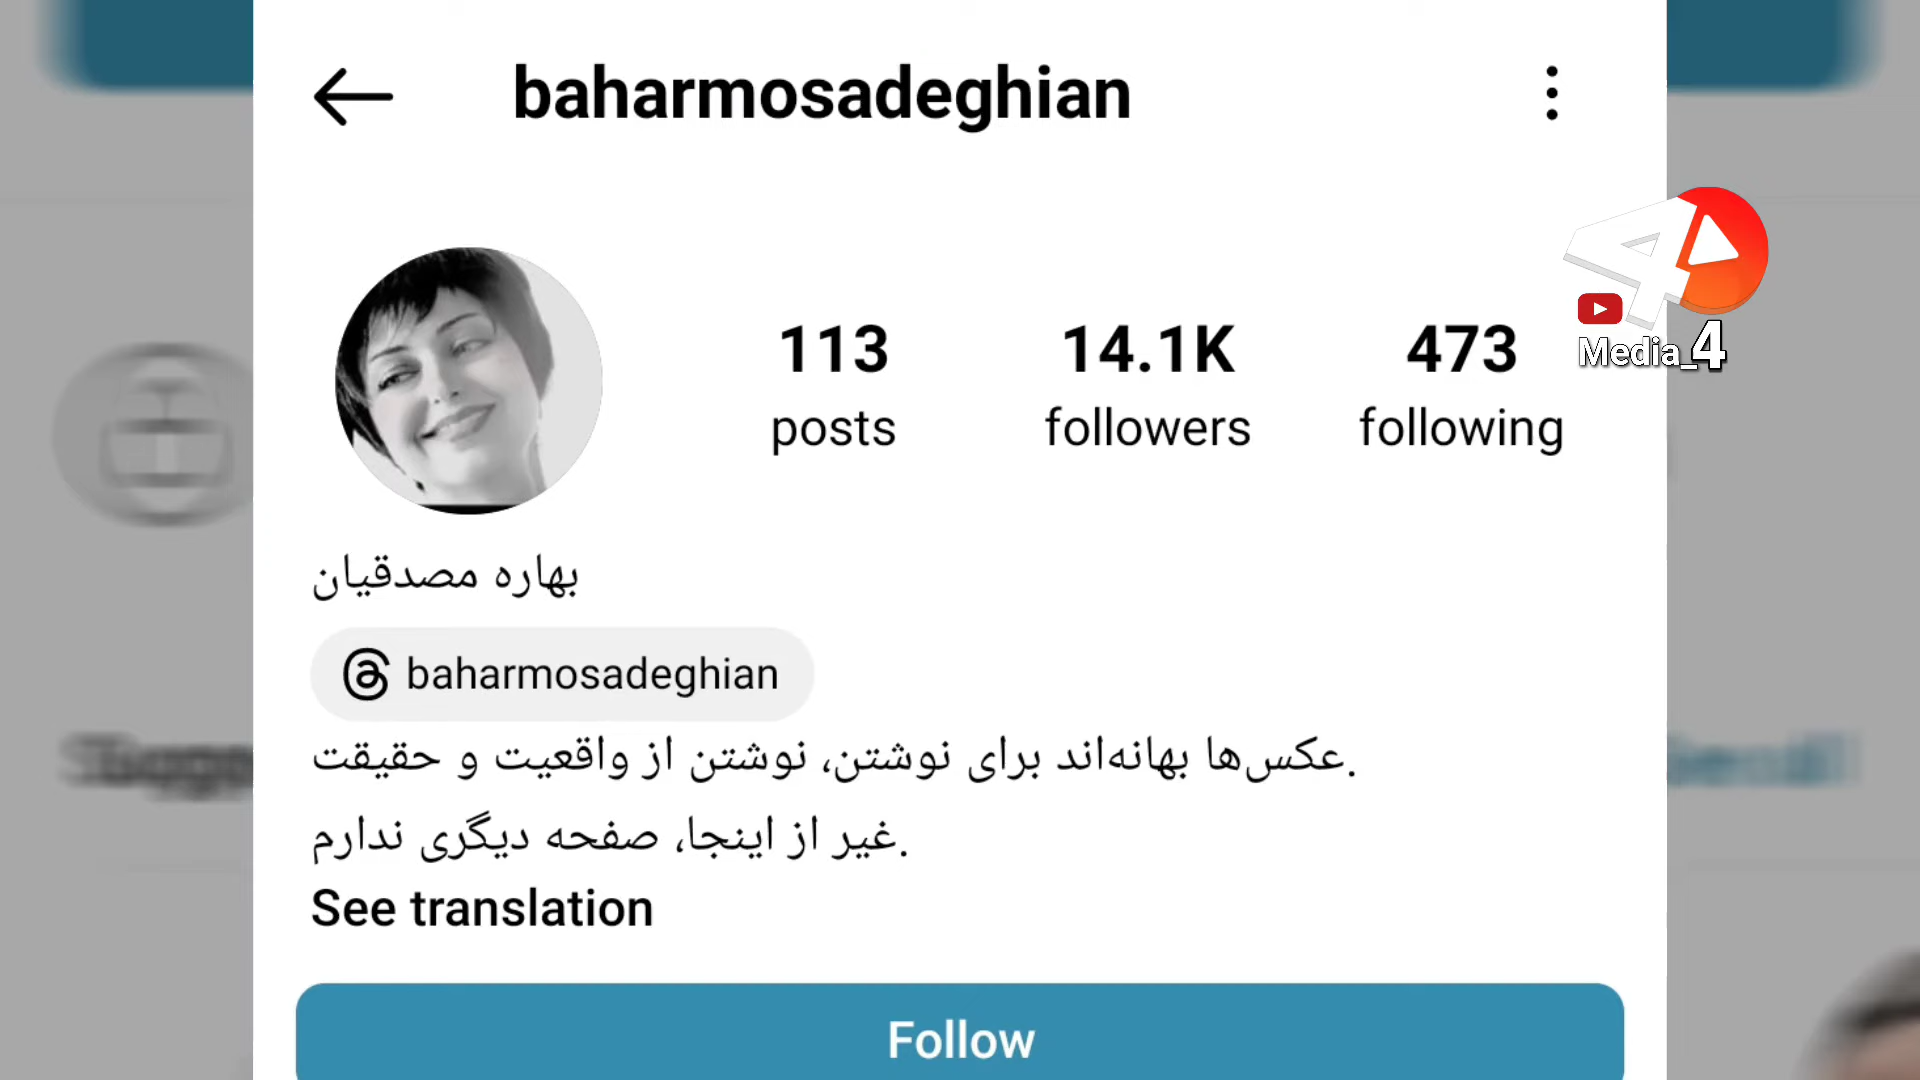 baharmosadeghian
113
14.1K
473
posts
followers
following
Media_4
بهاره مصدقیان
baharmosadeghian
عکس‌ها بهانه‌اند برای نوشتن، نوشتن از واقعیت و حقیقت.
غیر از اینجا، صفحه دیگری ندارم.
See translation
Follow